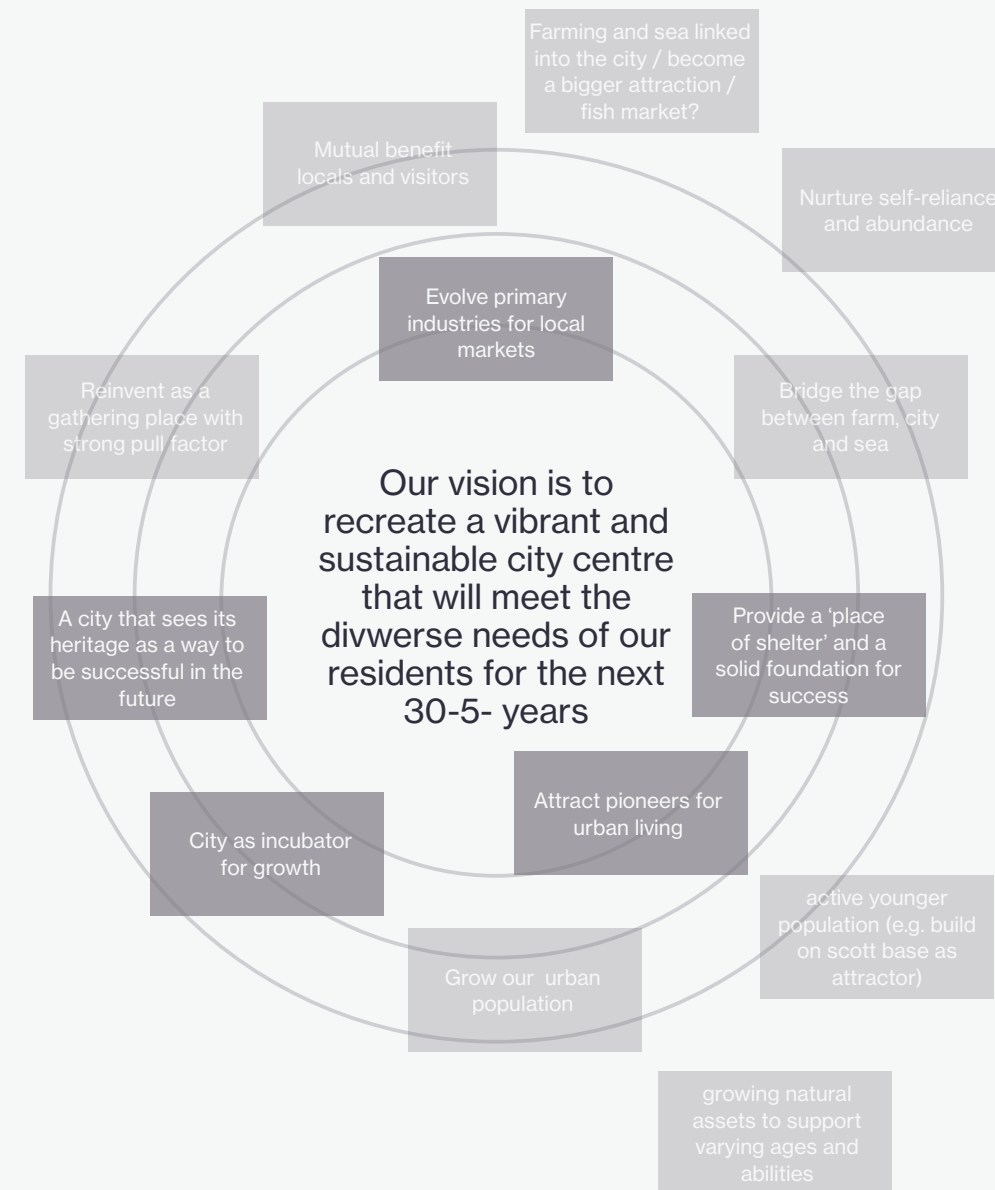 Farming and sea linked
into the city / become
a bigger attraction /
fish market?
Mutual benefit
locals and visitors
Nurture self-reliance
and abundance
Evolve primary
industries for local
markets
Reinvent as a
gathering place with
strong pull factor
Bridge the gap
between farm, city
and sea
Our vision is to
recreate a vibrant and
sustainable city centre
that will meet the
divwerse needs of our
residents for the next
30-5- years
A city that sees its
heritage as a way to
be successful in the
future
Provide a ‘place
of shelter’ and a
solid foundation for
success
Attract pioneers for
urban living
City as incubator
for growth
active younger
population (e.g. build
on scott base as
attractor)
Grow our  urban
population
growing natural
assets to support
varying ages and
abilities